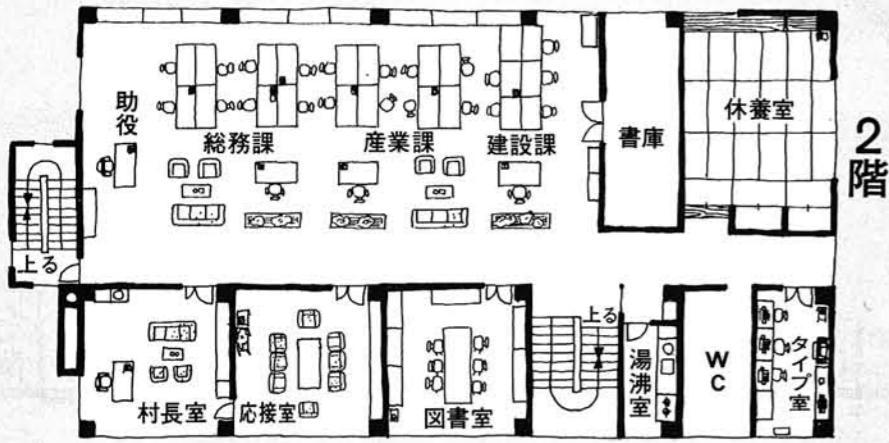 助役
総務課
産業課
建設課
書庫
休養室
2階
上る
上る
村長室
応接室
図書室
湯沸室
WC
タイプ室